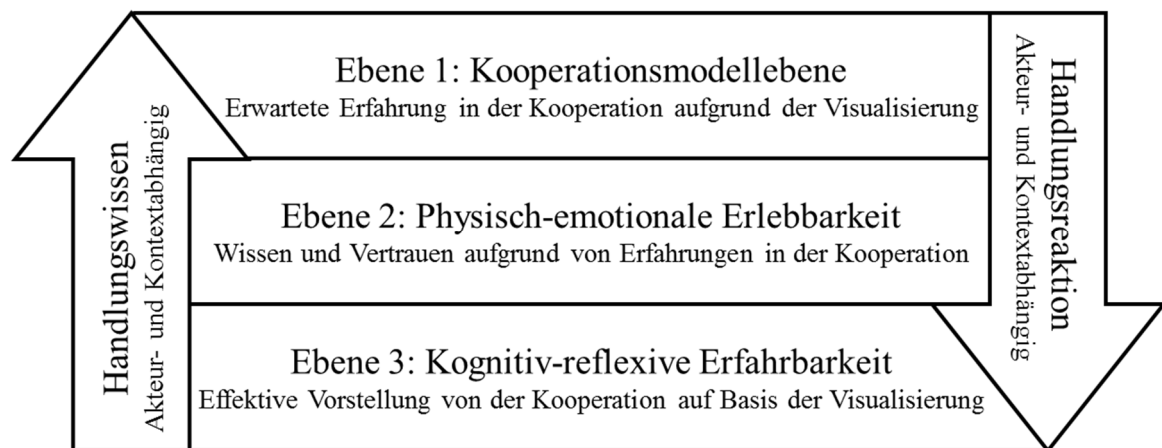 Handlungswissen
Akteur- und Kontextabhängig
Ebene 1: Kooperationsmodellebene
Erwartete Erfahrung in der Kooperation aufgrund der Visualisierung
Ebene 2: Physisch-emotionale Erlebbarkeit
Wissen und Vertrauen aufgrund von Erfahrungen in der Kooperation
Ebene 3: Kognitiv-reflexive Erfahrbarkeit
Effektive Vorstellung von der Kooperation auf Basis der Visualisierung
Handlungsreaktion
Akteur- und Kontextabhängig